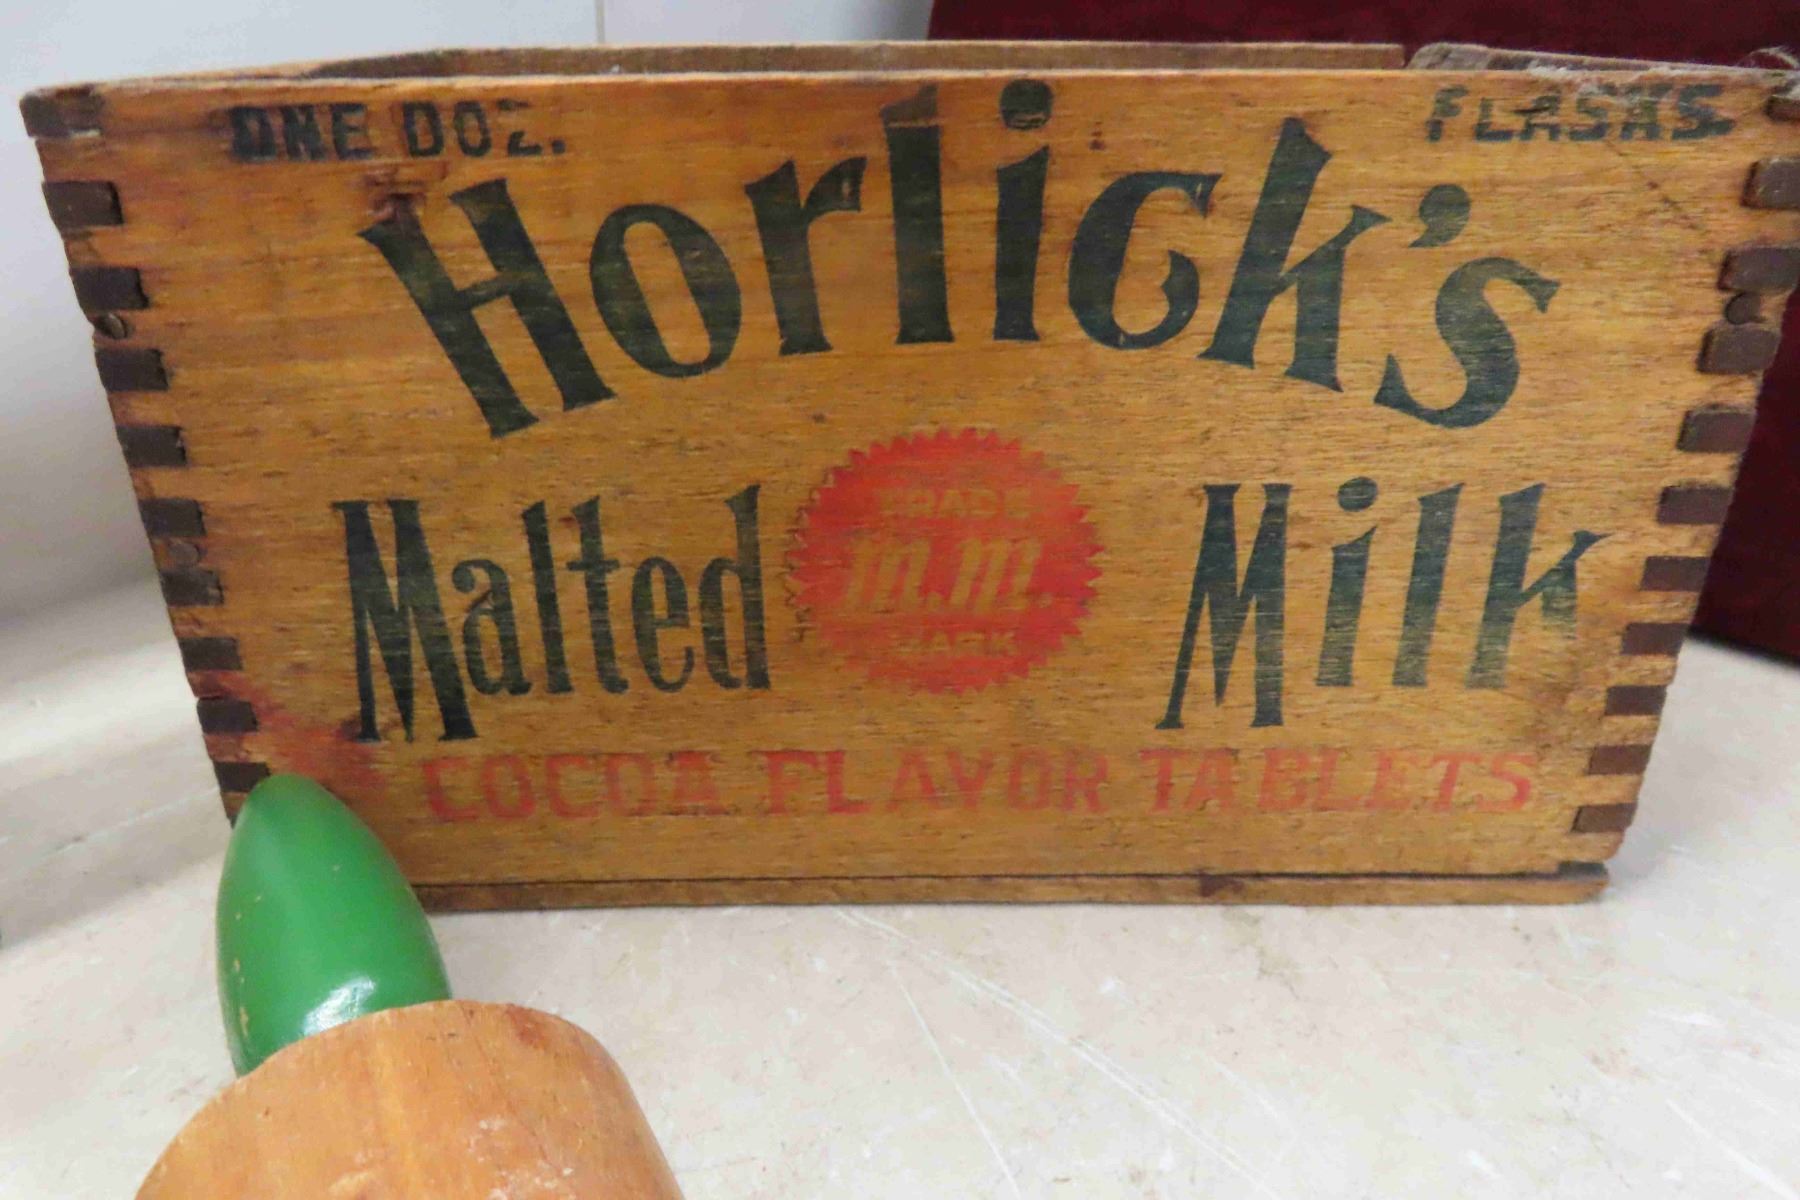 ONE DOZ. FLASKS
Horlick's
Malted Milk
TRADE
M.M.
MARK
COCOA FLAVOR TABLETS